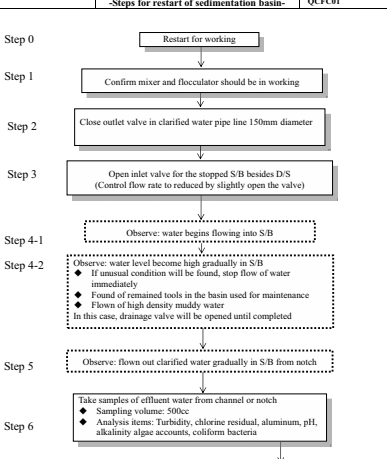 -Steps for restart of sedimentation basin-
QCFC01
Step 0
Restart for working
Step 1
Confirm mixer and flocculator should be in working
Step 2
Close outlet valve in clarified water pipe line 150mm diameter
Step 3
Open inlet valve for the stopped S/B besides D/S
(Control flow rate to reduced by slightly open the valve)
Step 4-1
Observe: water begins flowing into S/B
Step 4-2
Observe: water level become high gradually in S/B
◆ If unusual condition will be found, stop flow of water
immediately
◆ Found of remained tools in the basin used for maintenance
◆ Flown of high density muddy water
In this case, drainage valve will be opened until completed
Step 5
Observe: flown out clarified water gradually in S/B from notch
Step 6
Take samples of effluent water from channel or notch
◆ Sampling volume: 500cc
◆ Analysis items: Turbidity, chlorine residual, aluminum, pH,
alkalinity algae accounts, coliform bacteria